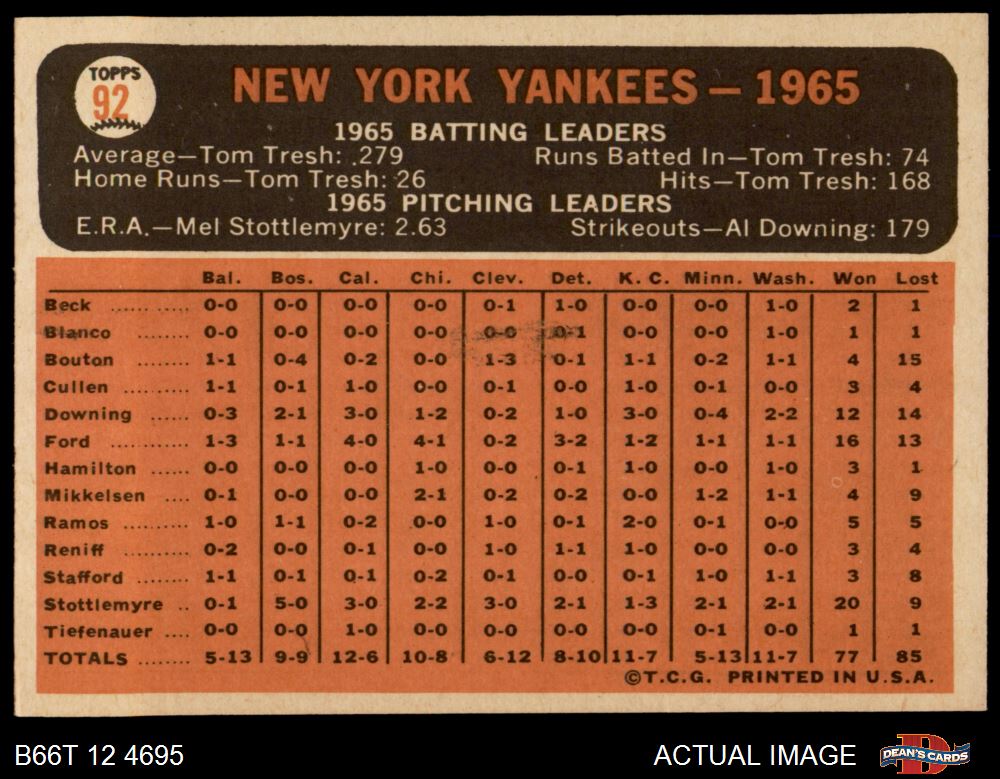 TOPPS
92
NEW YORK YANKEES — 1965
1965 BATTING LEADERS
Average—Tom Tresh: .279 Runs Batted In—Tom Tresh: 74
Home Runs—Tom Tresh: 26 Hits—Tom Tresh: 168
1965 PITCHING LEADERS
E.R.A.—Mel Stottlemyre: 2.63 Strikeouts—Al Downing: 179
Bal. Bos. Cal. Chi. Clev. Det. K. C. Minn. Wash. Won Lost
Beck ...... ...... 0-0 0-0 0-0 0-0 0-1 1-0 0-0 0-0 1-0 2 1
Blanco ........ 0-0 0-0 0-0 0-0 0-0 0-1 0-0 0-0 1-0 1 1
Bouton ........ 1-1 0-4 0-2 0-0 1-3 0-1 1-1 0-2 1-1 4 15
Cullen ........ 1-1 0-1 1-0 0-0 0-1 0-0 1-0 0-1 0-0 3 4
Downing ...... 0-3 2-1 3-0 1-2 0-2 1-0 3-0 0-4 2-2 12 14
Ford ............ 1-3 1-1 4-0 4-1 0-2 3-2 1-2 1-1 1-1 16 13
Hamilton ...... 0-0 0-0 0-0 1-0 0-0 0-1 1-0 0-0 1-0 3 1
Mikkelsen .... 0-1 0-0 0-0 2-1 0-2 0-2 0-0 1-2 1-1 4 9
Ramos .......... 1-0 1-1 0-2 0-0 1-0 0-1 2-0 0-1 0-0 5 5
Reniff .......... 0-2 0-0 0-1 0-0 1-0 1-1 1-0 0-0 0-0 3 4
Stafford ........ 1-1 0-1 0-1 0-2 0-1 0-0 0-1 1-0 1-1 3 8
Stottlemyre .. 0-1 5-0 3-0 2-2 3-0 2-1 1-3 2-1 2-1 20 9
Tiefenauer .... 0-0 0-0 1-0 0-0 0-0 0-0 0-0 0-1 0-0 1 1
TOTALS ........ 5-13 9-9 12-6 10-8 6-12 8-10 11-7 5-13 11-7 77 85
©T.C.G. PRINTED IN U.S.A.
B66T 12 4695 ACTUAL IMAGE DEAN'S CARDS